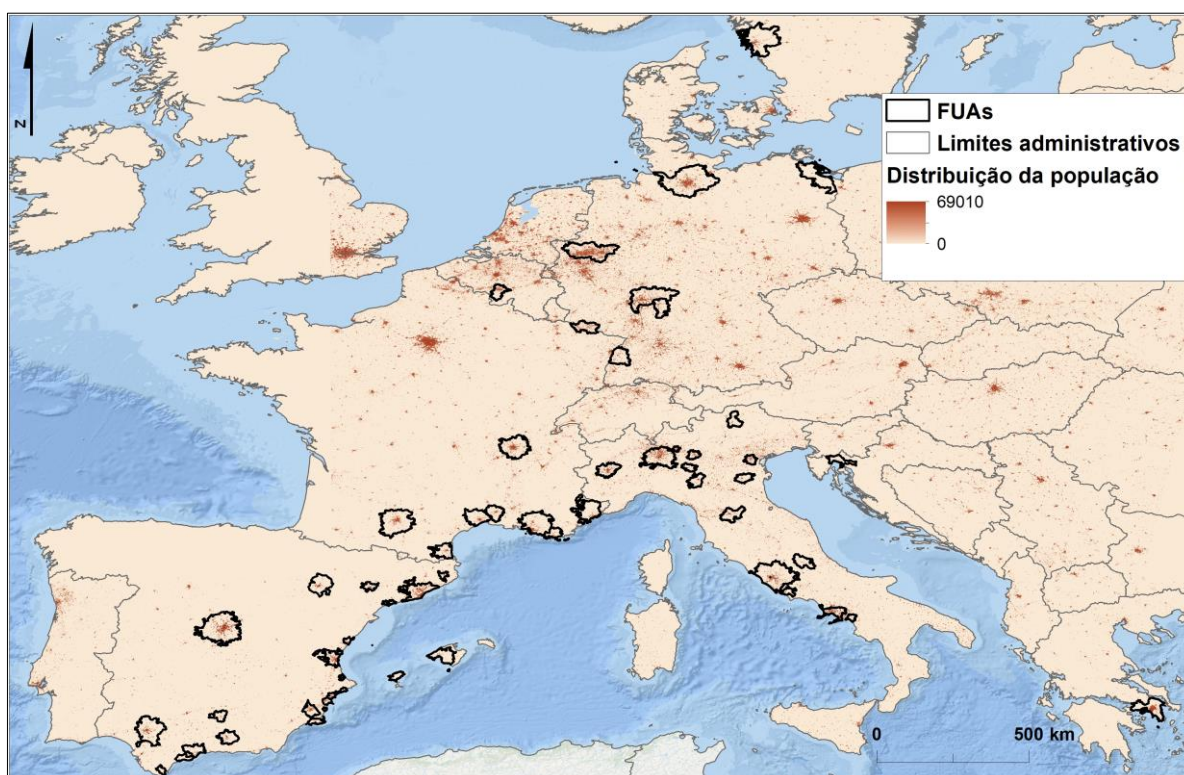 N
FUAs
Limites administrativos
Distribuição da população
69010
0
0
500 km